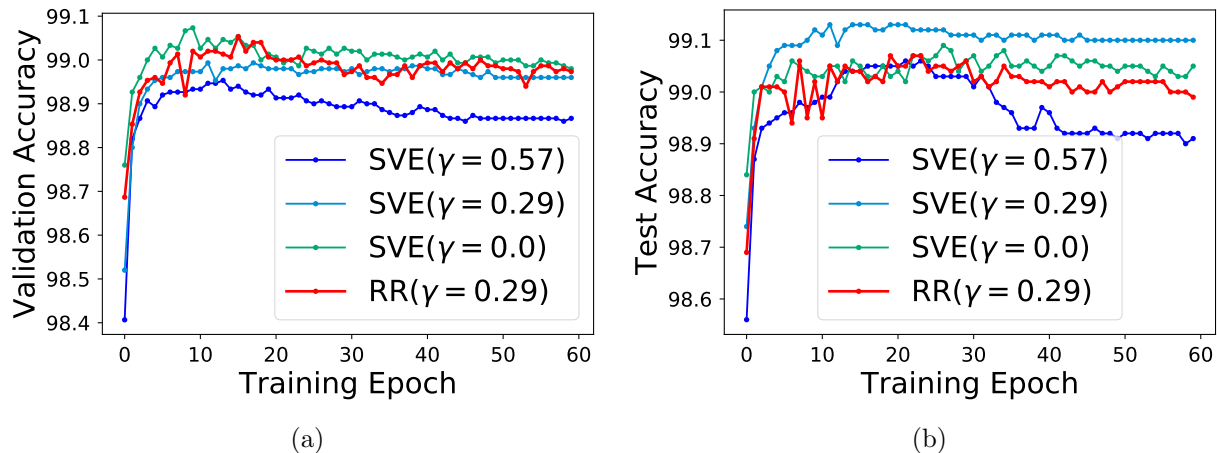 99.1
99.0
98.9
98.8
98.7
98.6
98.5
98.4
Validation Accuracy
0
10
20
30
40
50
60
Training Epoch
SVE(γ = 0.57)
SVE(γ = 0.29)
SVE(γ = 0.0)
RR(γ = 0.29)
(a)
99.1
99.0
98.9
98.8
98.7
98.6
Test Accuracy
0
10
20
30
40
50
60
Training Epoch
SVE(γ = 0.57)
SVE(γ = 0.29)
SVE(γ = 0.0)
RR(γ = 0.29)
(b)